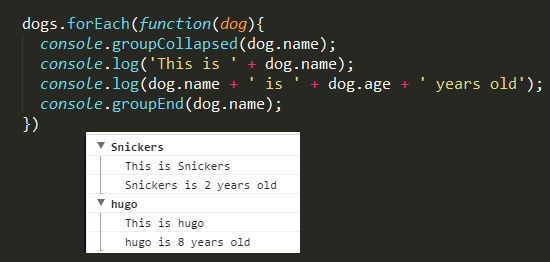 dogs.forEach(function(dog){
console.groupCollapsed(dog.name);
console.log('This is ' + dog.name);
console.log(dog.name + ' is ' + dog.age + ' years old');
console.groupEnd(dog.name);
})
Snickers
This is Snickers
Snickers is 2 years old
hugo
This is hugo
hugo is 8 years old